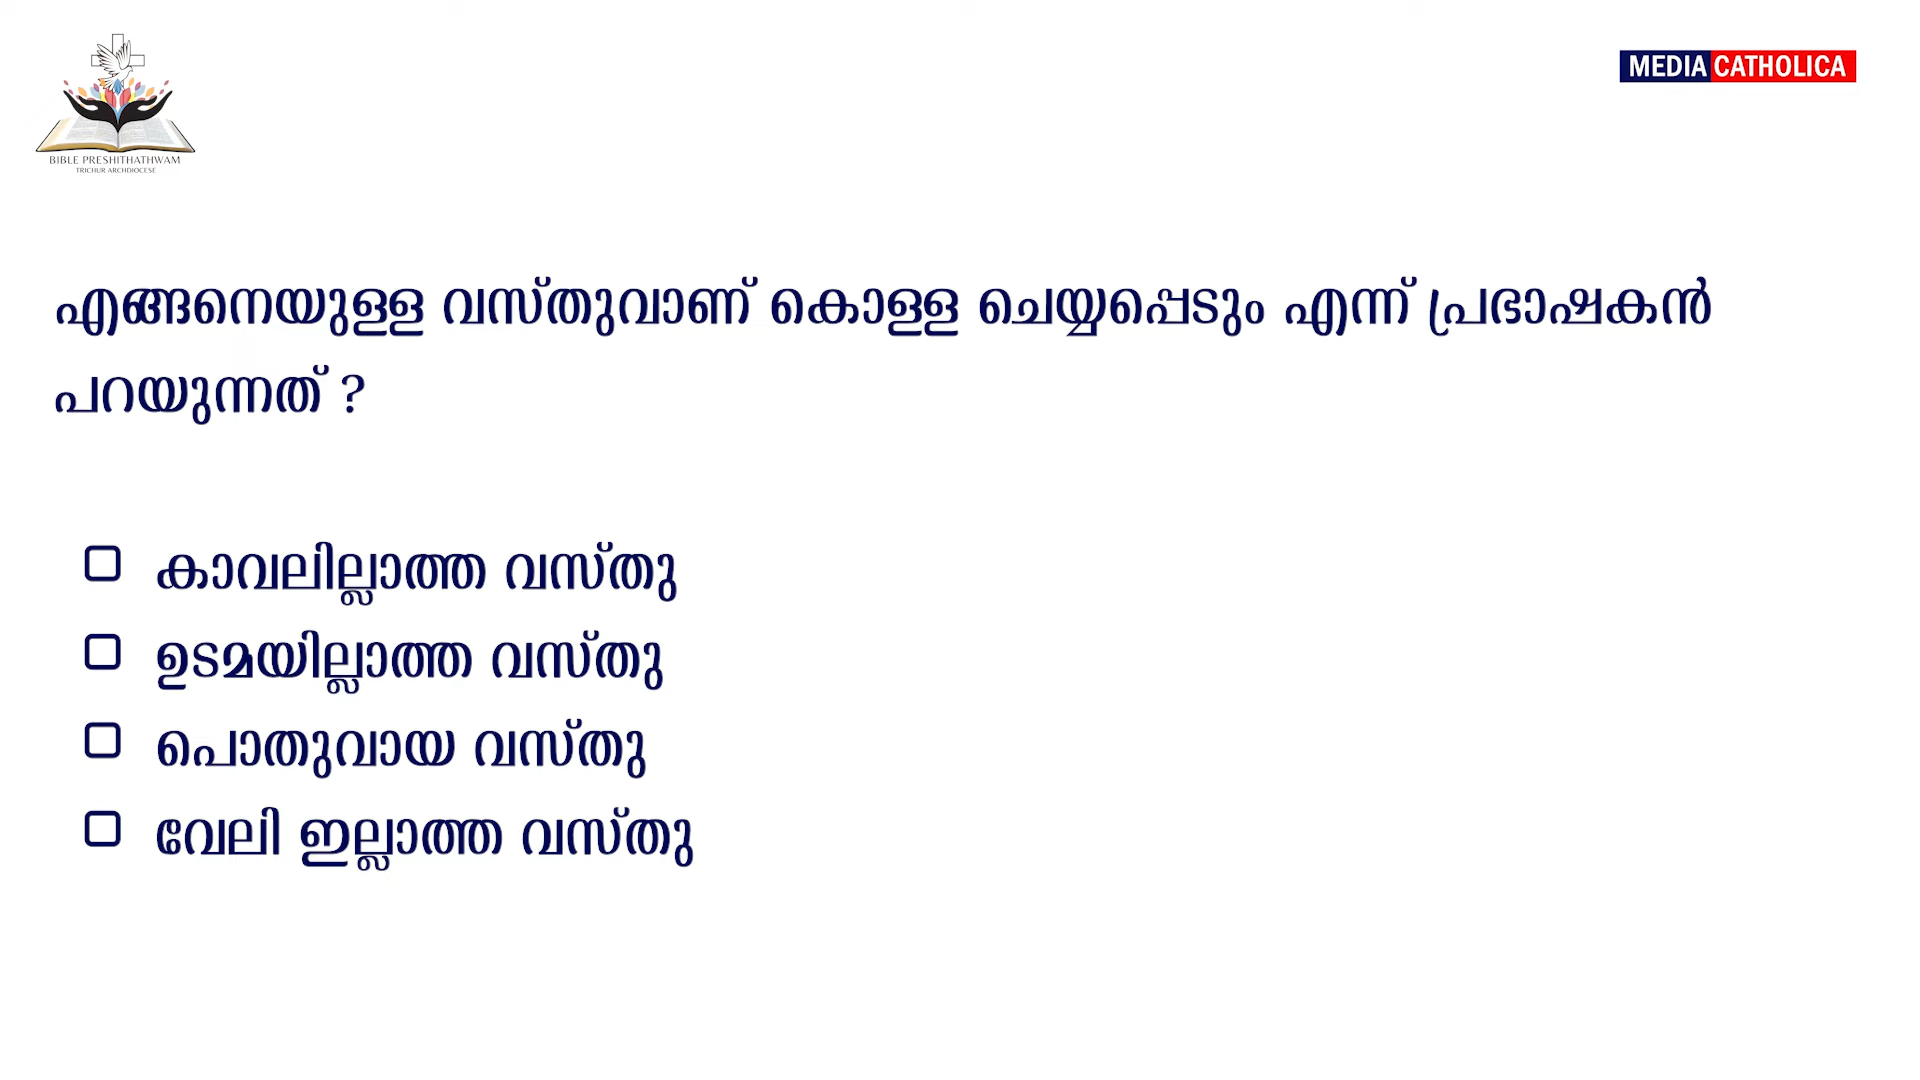 BIBLE PRESHITHATHWAM
TRICHUR ARCHDIOCESE
MEDIA CATHOLICA
എങ്ങനെയുള്ള വസ്തുവാണ് കൊള്ള ചെയ്യപ്പെടും എന്ന് പ്രഭാഷകൻ
പറയുന്നത് ?
കാവലില്ലാത്ത വസ്തു
ഉടമയില്ലാത്ത വസ്തു
പൊതുവായ വസ്തു
വേലി ഇല്ലാത്ത വസ്തു